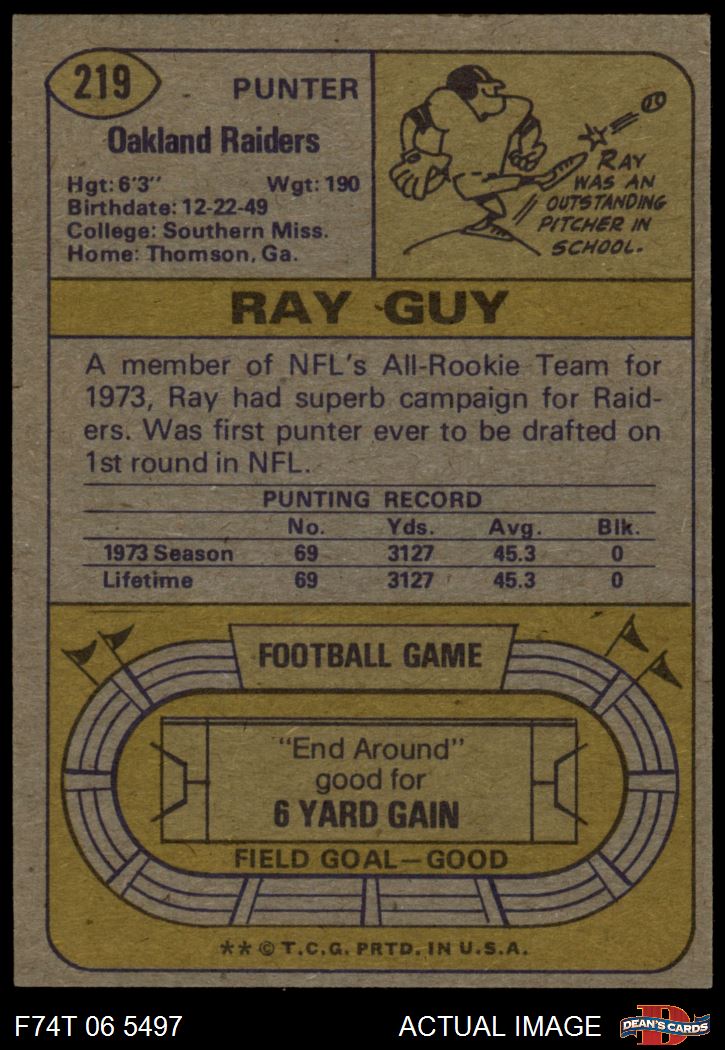 219
PUNTER
Oakland Raiders
Hgt: 6'3" Wgt: 190
Birthdate: 12-22-49
College: Southern Miss.
Home: Thomson, Ga.
RAY
WAS AN
OUTSTANDING
PITCHER IN
SCHOOL.
RAY GUY
A member of NFL's All-Rookie Team for
1973, Ray had superb campaign for Raid-
ers. Was first punter ever to be drafted on
1st round in NFL.
PUNTING RECORD
No. Yds. Avg. Blk.
1973 Season 69 3127 45.3 0
Lifetime 69 3127 45.3 0
FOOTBALL GAME
"End Around"
good for
6 YARD GAIN
FIELD GOAL—GOOD
** © T.C.G. PRTD. IN U.S.A.
F74T 06 5497 ACTUAL IMAGE
D
DEAN'S CARDS